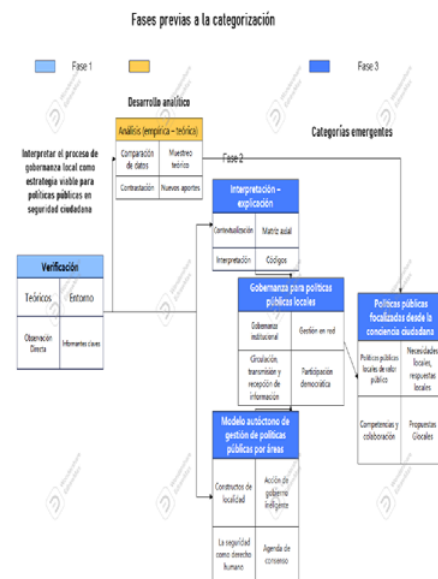 Fases previas a la categorización
Fase 1
Fase 3
Desarrollo analítico
Análisis (empírica – teórica)
Comparación
de datos
Muestreo
teórico
Contrastación
Nuevos aportes
Fase 2
Categorías emergentes
Interpretar el proceso de
gobernanza local como
estrategia viable para
políticas públicas en
seguridad ciudadana
Interpretación –
explicación
Contextualización
Matriz axial
Interpretación
Códigos
Verificación
Teóricos
Entorno
Observación
Directa
Informantes claves
Gobernanza para políticas
públicas locales
Gobernanza
institucional
Gestión en red
Circulación,
transmisión y
recepción de
información
Participación
democrática
Políticas públicas
focalizadas desde la
conciencia ciudadana
Políticas públicas
locales de valor
público
Necesidades
locales,
respuestas
locales
Competencias y
colaboración
Propuestas
Glocales
Modelo autóctono de
gestión de políticas
públicas por áreas
Constructos de
localidad
Acción de
gobierno
inteligente
La seguridad
como derecho
humano
Agenda de
consenso